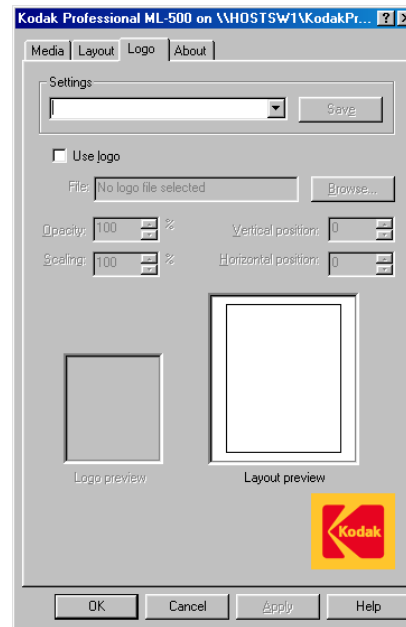 Kodak Professional ML-500 on \\HOSTSW1\KodakPr... ? X
Media Layout Logo About
Settings
Save
Use logo
File: No logo file selected Browse...
Opacity: 100 % Vertical position: 0
Scaling: 100 % Horizontal position: 0
Logo preview Layout preview
Kodak
OK Cancel Apply Help